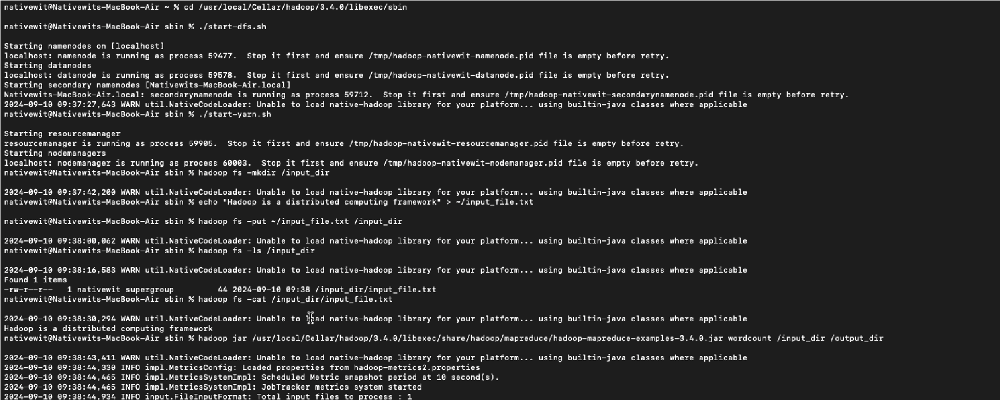 nativewit@Nativewits-MacBook-Air ~ % cd /usr/local/Cellar/hadoop/3.4.0/libexec/sbin
nativewit@Nativewits-MacBook-Air sbin % ./start-dfs.sh
Starting namenodes on [localhost]
localhost: namenode is running as process 59477.  Stop it first and ensure /tmp/hadoop-nativewit-namenode.pid file is empty before retry.
Starting datanodes
localhost: datanode is running as process 59578.  Stop it first and ensure /tmp/hadoop-nativewit-datanode.pid file is empty before retry.
Starting secondary namenodes [Nativewits-MacBook-Air.local]
Nativewits-MacBook-Air.local: secondarynamenode is running as process 59712.  Stop it first and ensure /tmp/hadoop-nativewit-secondarynamenode.pid file is empty before retry.
2024-09-10 09:37:27,643 WARN util.NativeCodeLoader: Unable to load native-hadoop library for your platform... using builtin-java classes where applicable
nativewit@Nativewits-MacBook-Air sbin % ./start-yarn.sh
Starting resourcemanager
resourcemanager is running as process 59905.  Stop it first and ensure /tmp/hadoop-nativewit-resourcemanager.pid file is empty before retry.
Starting nodemanagers
localhost: nodemanager is running as process 60003.  Stop it first and ensure /tmp/hadoop-nativewit-nodemanager.pid file is empty before retry.
nativewit@Nativewits-MacBook-Air sbin % hadoop fs -mkdir /input_dir
2024-09-10 09:37:42,200 WARN util.NativeCodeLoader: Unable to load native-hadoop library for your platform... using builtin-java classes where applicable
nativewit@Nativewits-MacBook-Air sbin % echo "Hadoop is a distributed computing framework" > ~/input_file.txt
nativewit@Nativewits-MacBook-Air sbin % hadoop fs -put ~/input_file.txt /input_dir
2024-09-10 09:38:00,062 WARN util.NativeCodeLoader: Unable to load native-hadoop library for your platform... using builtin-java classes where applicable
nativewit@Nativewits-MacBook-Air sbin % hadoop fs -ls /input_dir
2024-09-10 09:38:16,583 WARN util.NativeCodeLoader: Unable to load native-hadoop library for your platform... using builtin-java classes where applicable
Found 1 items
-rw-r--r--   1 nativewit supergroup         44 2024-09-10 09:38 /input_dir/input_file.txt
nativewit@Nativewits-MacBook-Air sbin % hadoop fs -cat /input_dir/input_file.txt
2024-09-10 09:38:30,294 WARN util.NativeCodeLoader: Unable to load native-hadoop library for your platform... using builtin-java classes where applicable
Hadoop is a distributed computing framework
nativewit@Nativewits-MacBook-Air sbin % hadoop jar /usr/local/Cellar/hadoop/3.4.0/libexec/share/hadoop/mapreduce/hadoop-mapreduce-examples-3.4.0.jar wordcount /input_dir /output_dir
2024-09-10 09:38:43,411 WARN util.NativeCodeLoader: Unable to load native-hadoop library for your platform... using builtin-java classes where applicable
2024-09-10 09:38:44,330 INFO impl.MetricsConfig: Loaded properties from hadoop-metrics2.properties
2024-09-10 09:38:44,465 INFO impl.MetricsSystemImpl: Scheduled Metric snapshot period at 10 second(s).
2024-09-10 09:38:44,465 INFO impl.MetricsSystemImpl: JobTracker metrics system started
2024-09-10 09:38:44,934 INFO input.FileInputFormat: Total input files to process : 1